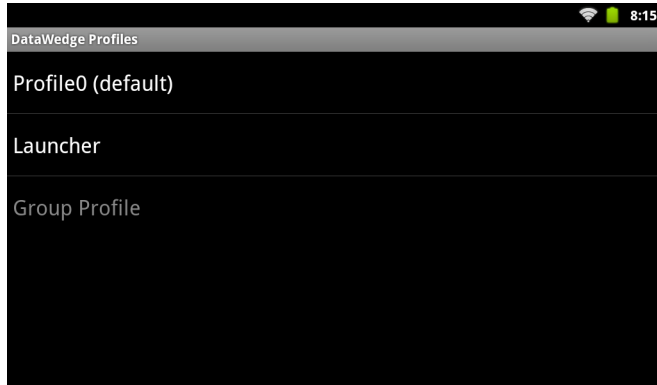 8:15
DataWedge Profiles
Profile0 (default)
Launcher
Group Profile